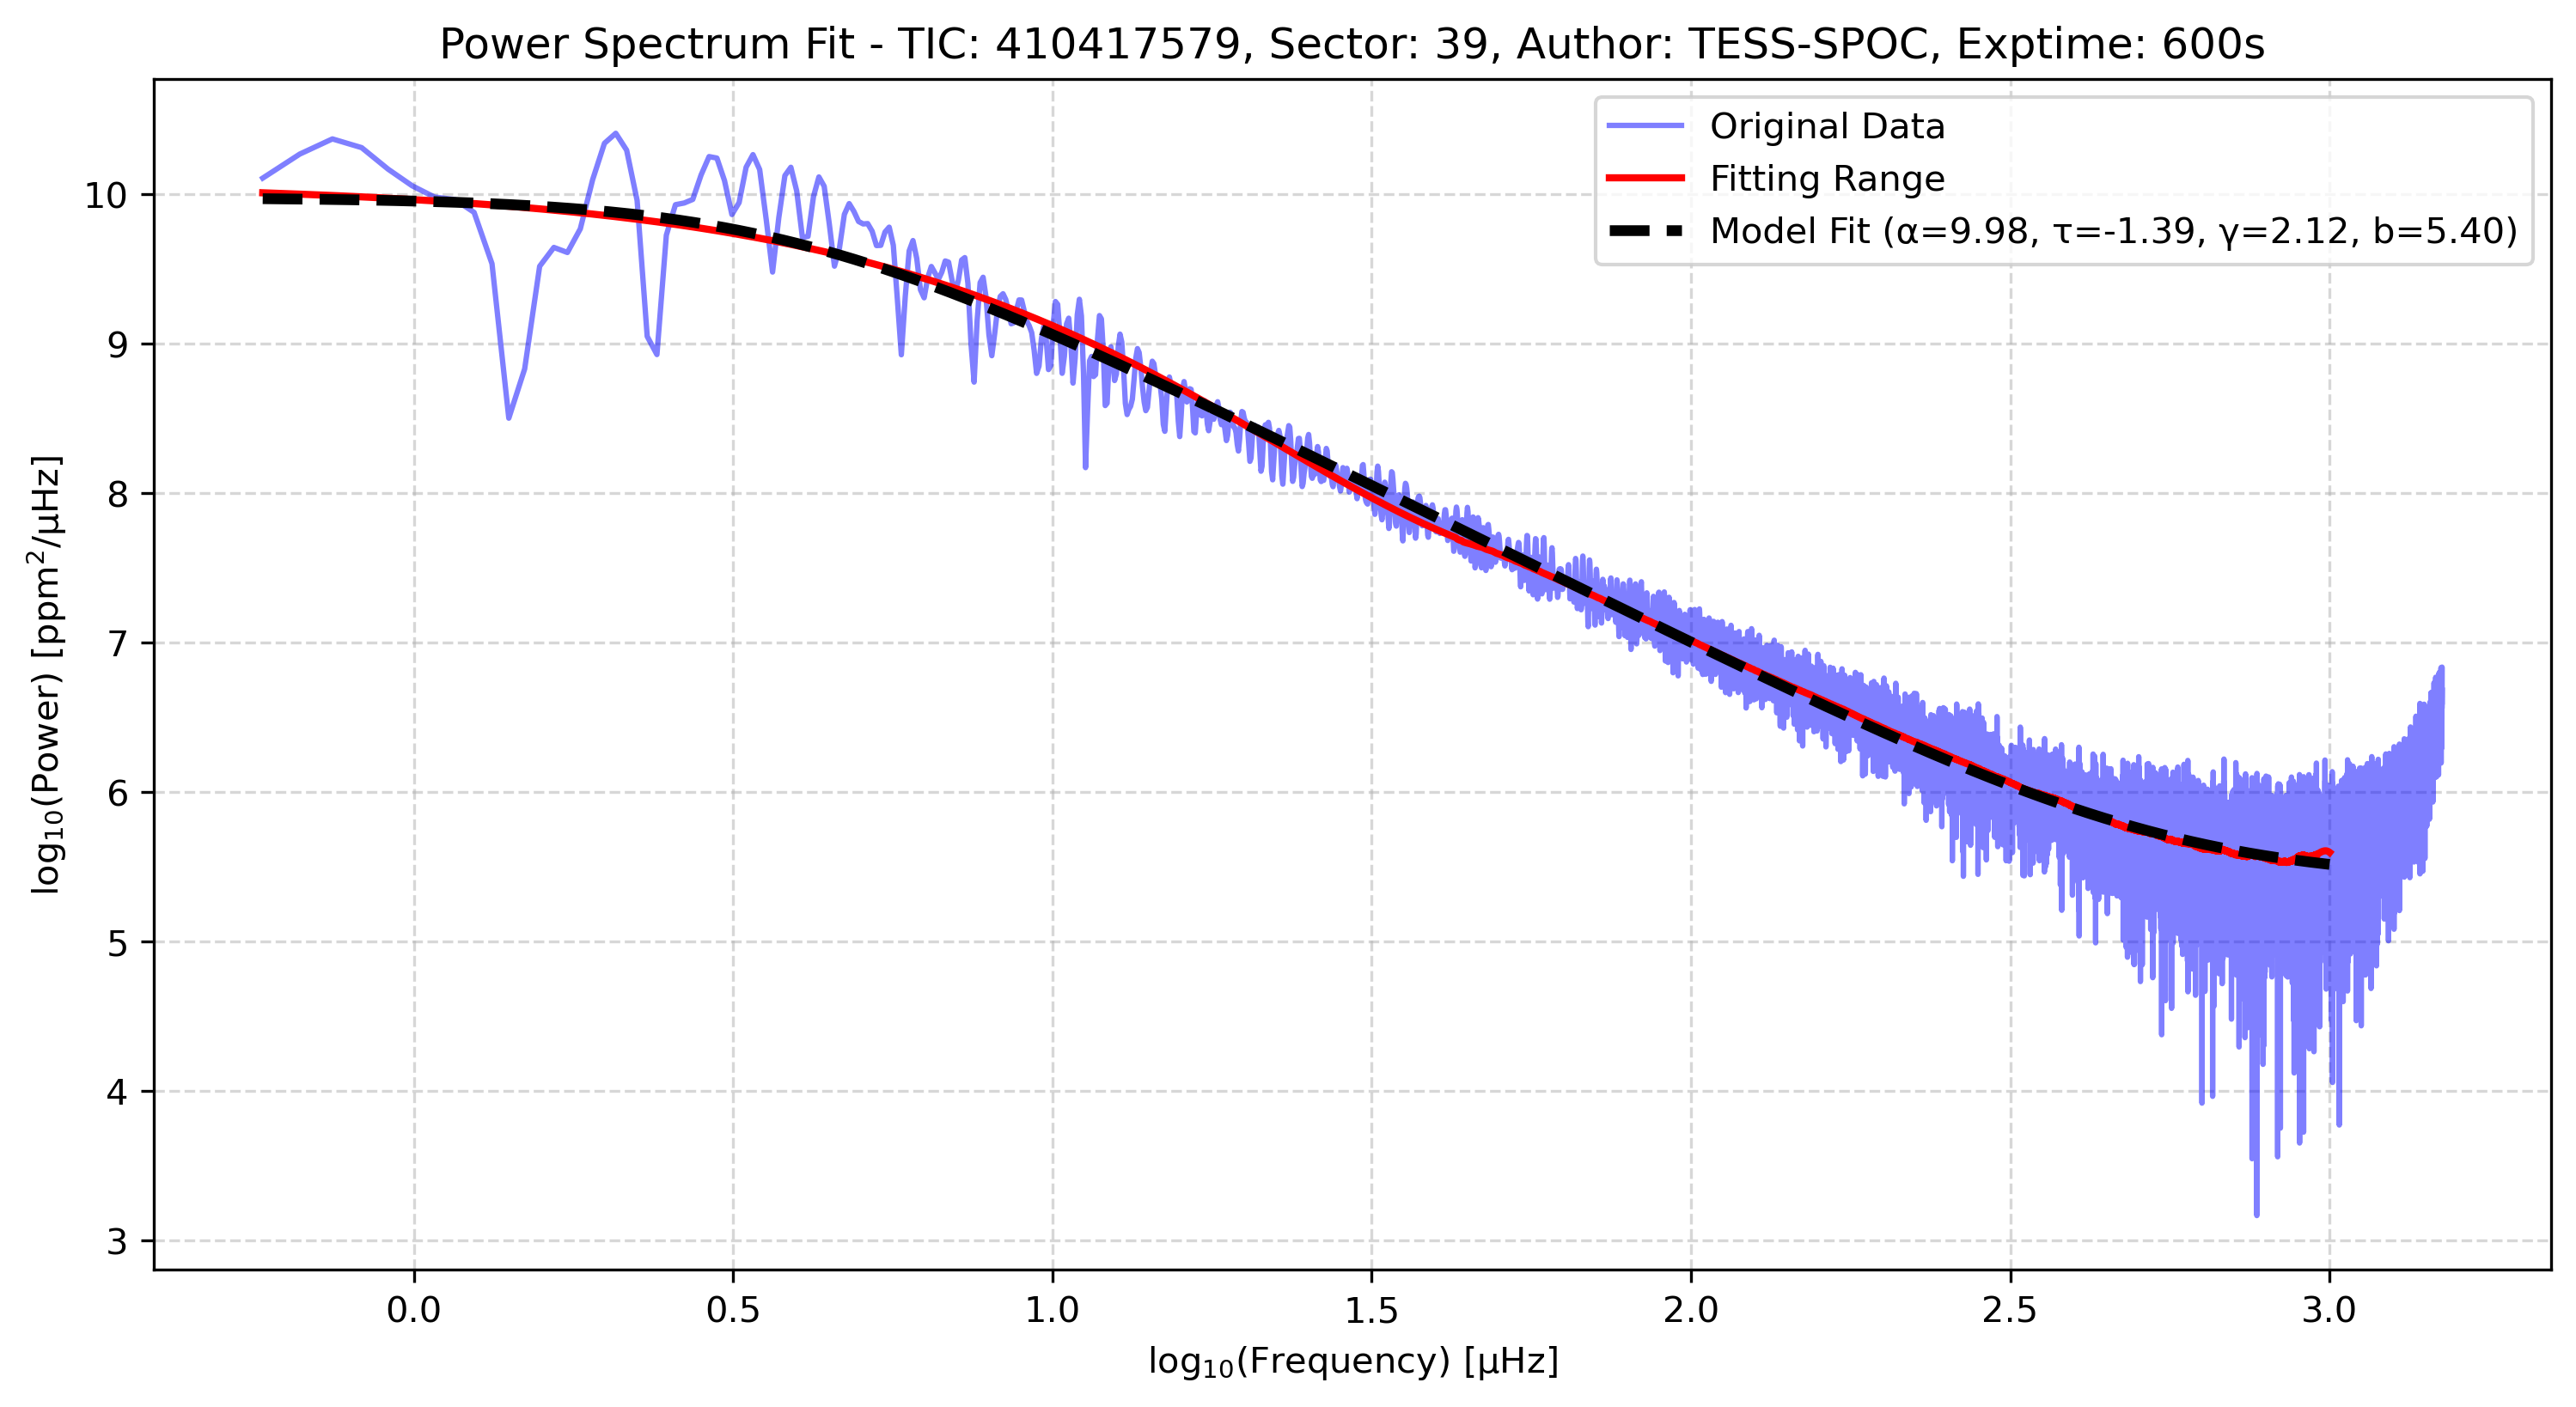 Power Spectrum Fit - TIC: 410417579, Sector: 39, Author: TESS-SPOC, Exptime: 600s
Original Data
Fitting Range
Model Fit (α=9.98, τ=-1.39, γ=2.12, b=5.40)
log₁₀(Power) [ppm²/μHz]
10
9
8
7
6
5
4
3
0.0 0.5 1.0 1.5 2.0 2.5 3.0
log₁₀(Frequency) [μHz]